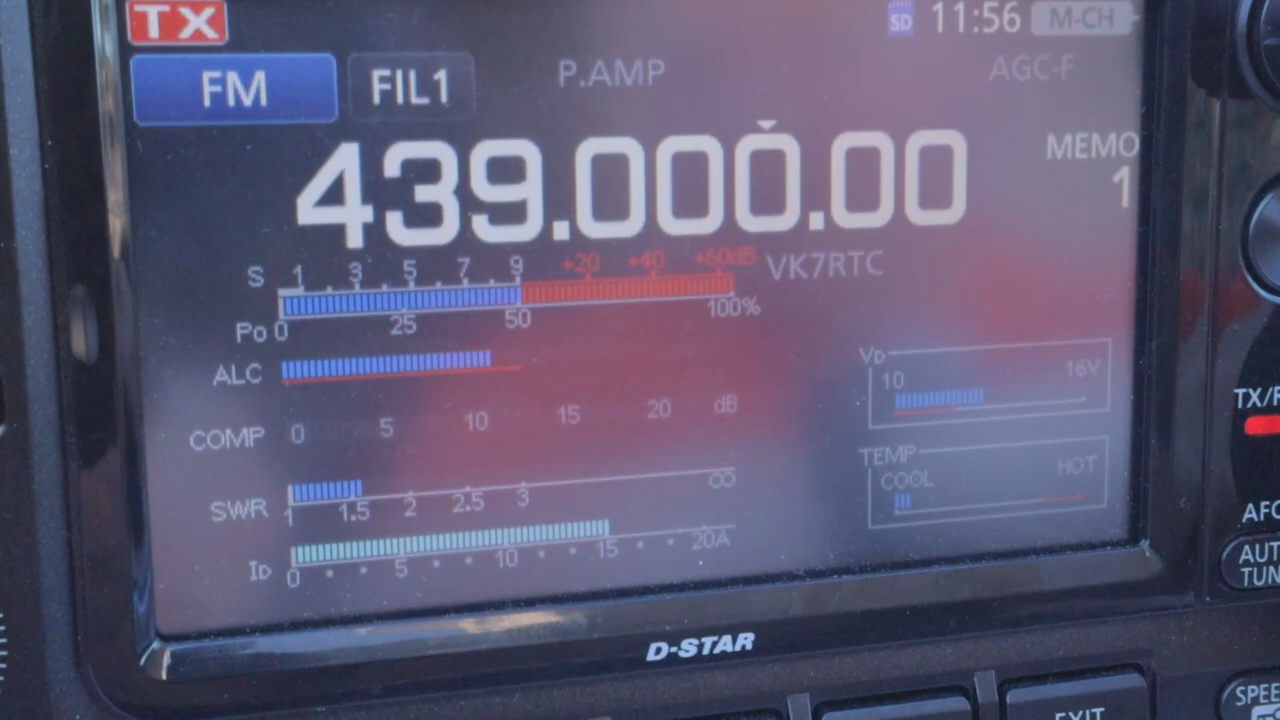 TX SD 11:56 M-CH
FM FIL1 P.AMP AGC-F
439.000.00 MEMO
1
S 1 3 5 7 9 +20 +40 +60dB VK7RTC
Po 0 25 50 100%
ALC
COMP 0 5 10 15 20 dB
SWR 1 1.5 2 2.5 3 ∞
ID 0 5 10 15 20A
VD 10 16V
TEMP
COOL HOT
TX/R
AFC
AUT
TUN
D-STAR
EXIT
SPEE